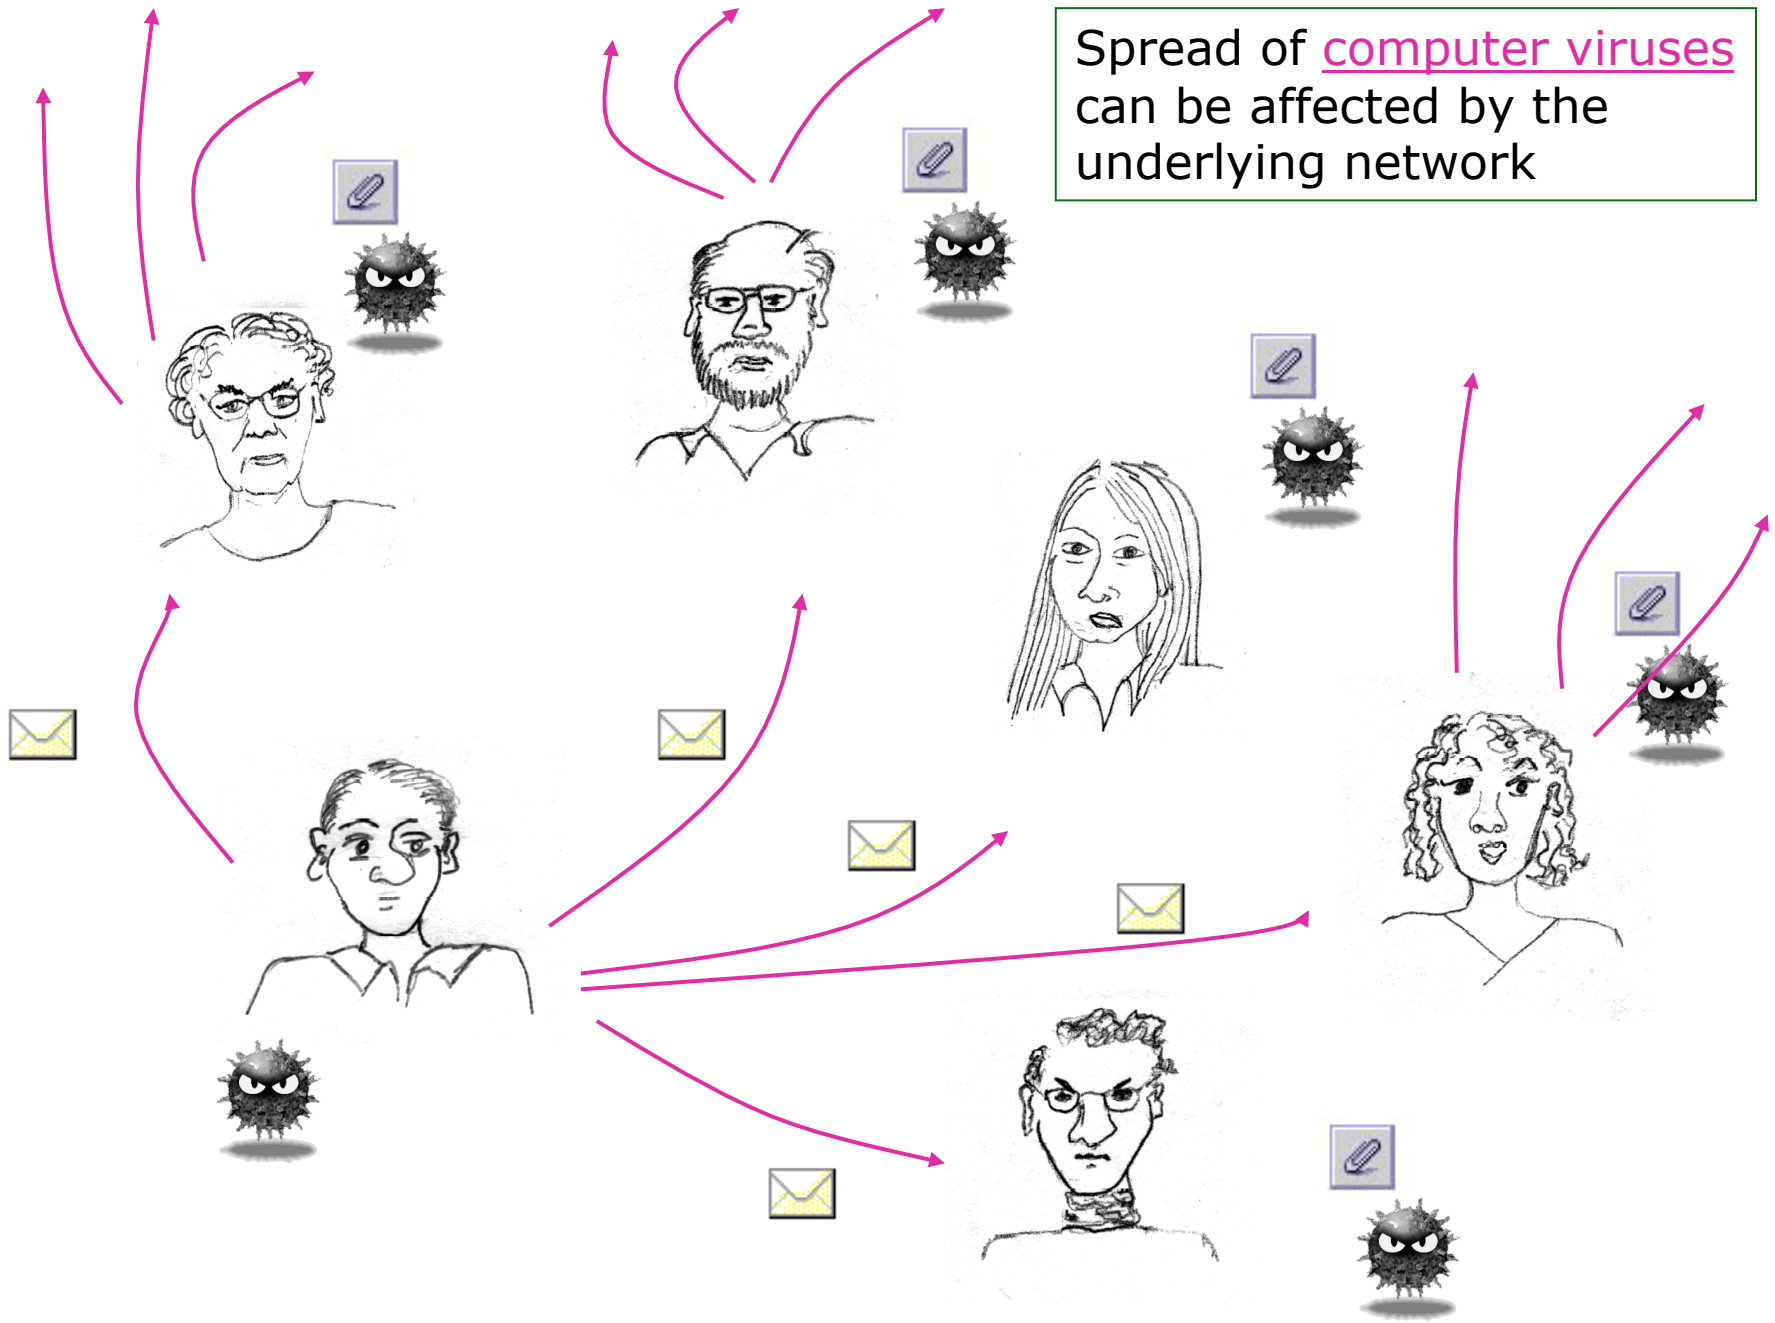 Spread of computer viruses
can be affected by the
underlying network